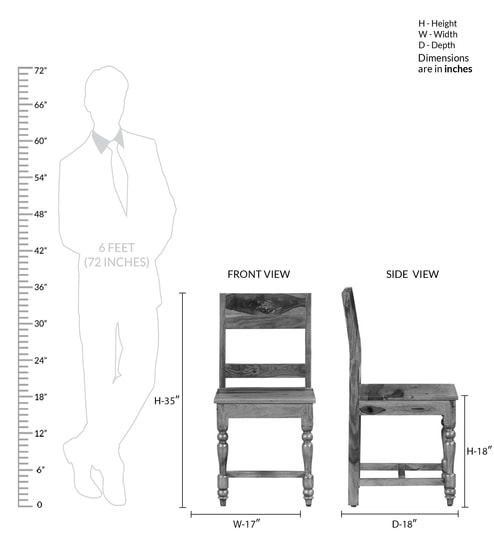 H - Height
W - Width
D - Depth
Dimensions
are in inches
72"
66"
60"
54"
48"
42"
36"
30"
24"
18"
12"
6"
0
6 FEET
(72 INCHES)
FRONT VIEW
SIDE VIEW
H-35"
H-18"
W-17"
D-18"